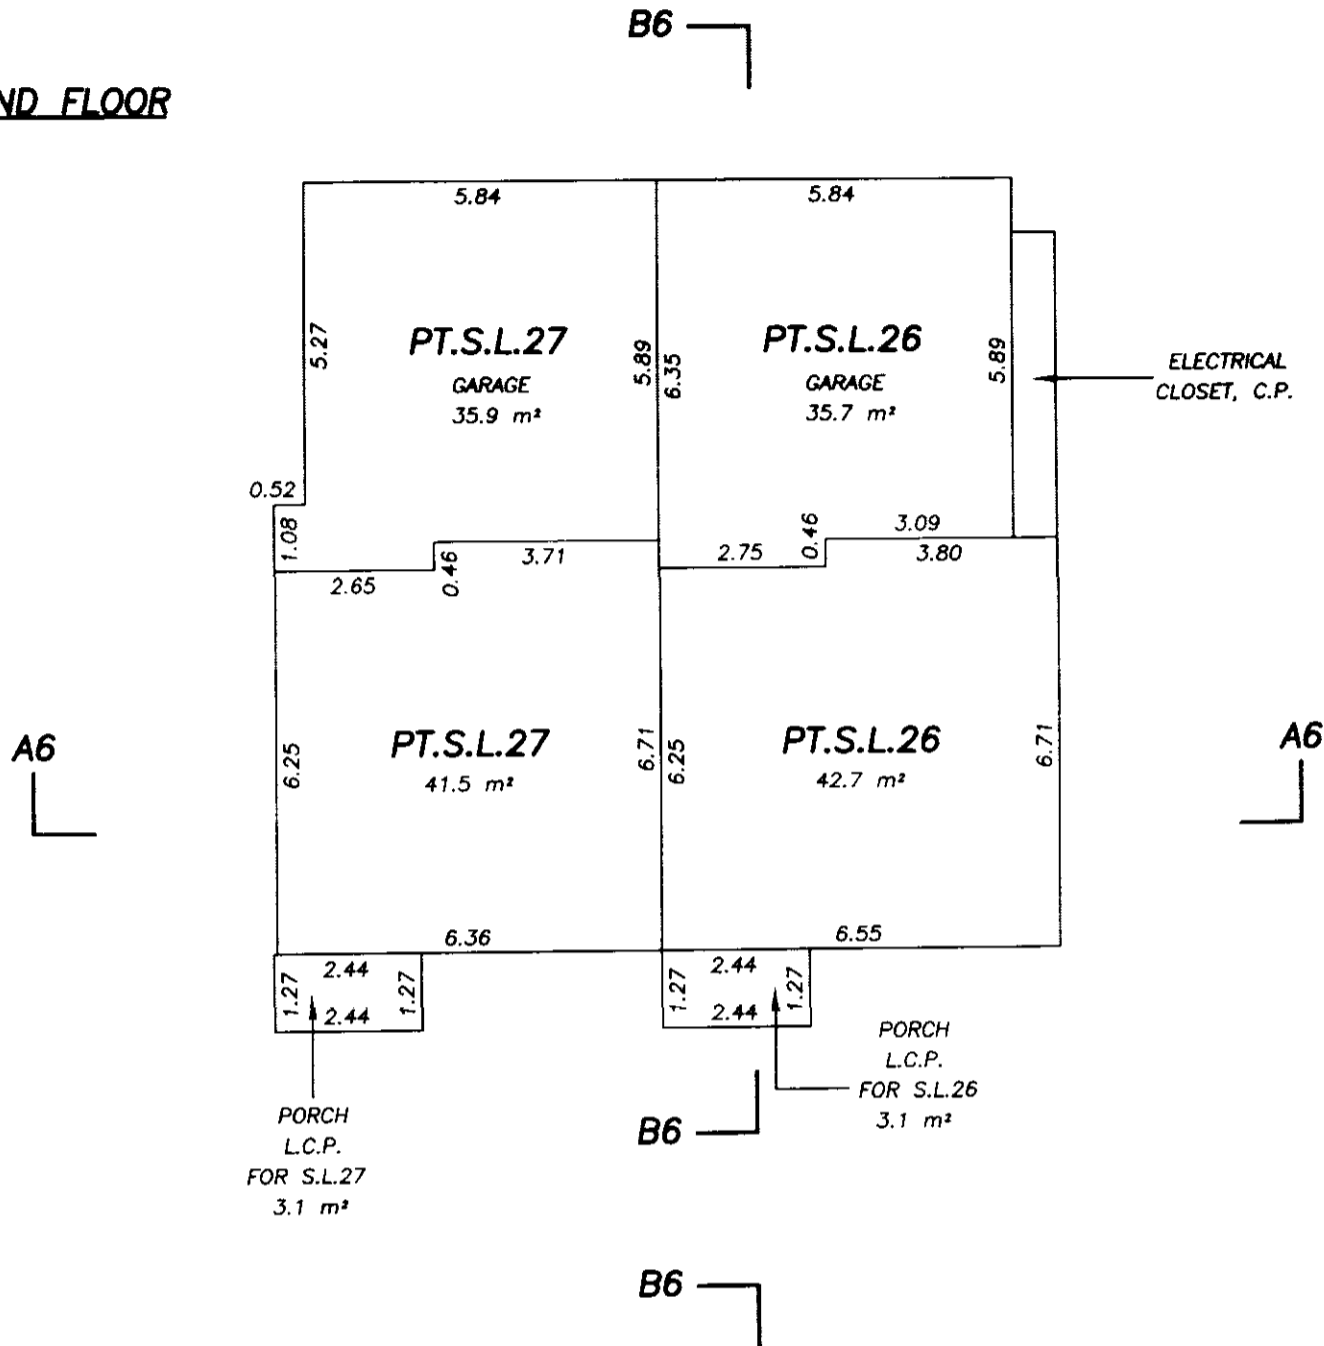 B6
ND FLOOR
5.84
5.84
5.27
PT.S.L.27
GARAGE
35.9 m²
5.89
6.35
PT.S.L.26
GARAGE
35.7 m²
5.89
ELECTRICAL
CLOSET, C.P.
0.52
1.08
2.65
0.46
3.71
2.75
0.46
3.09
3.80
A6
6.25
PT.S.L.27
41.5 m²
6.71
6.25
PT.S.L.26
42.7 m²
6.71
A6
6.36
6.55
1.27
2.44
2.44
1.27
1.27
2.44
2.44
1.27
PORCH
L.C.P.
FOR S.L.27
3.1 m²
PORCH
L.C.P.
FOR S.L.26
3.1 m²
B6
B6